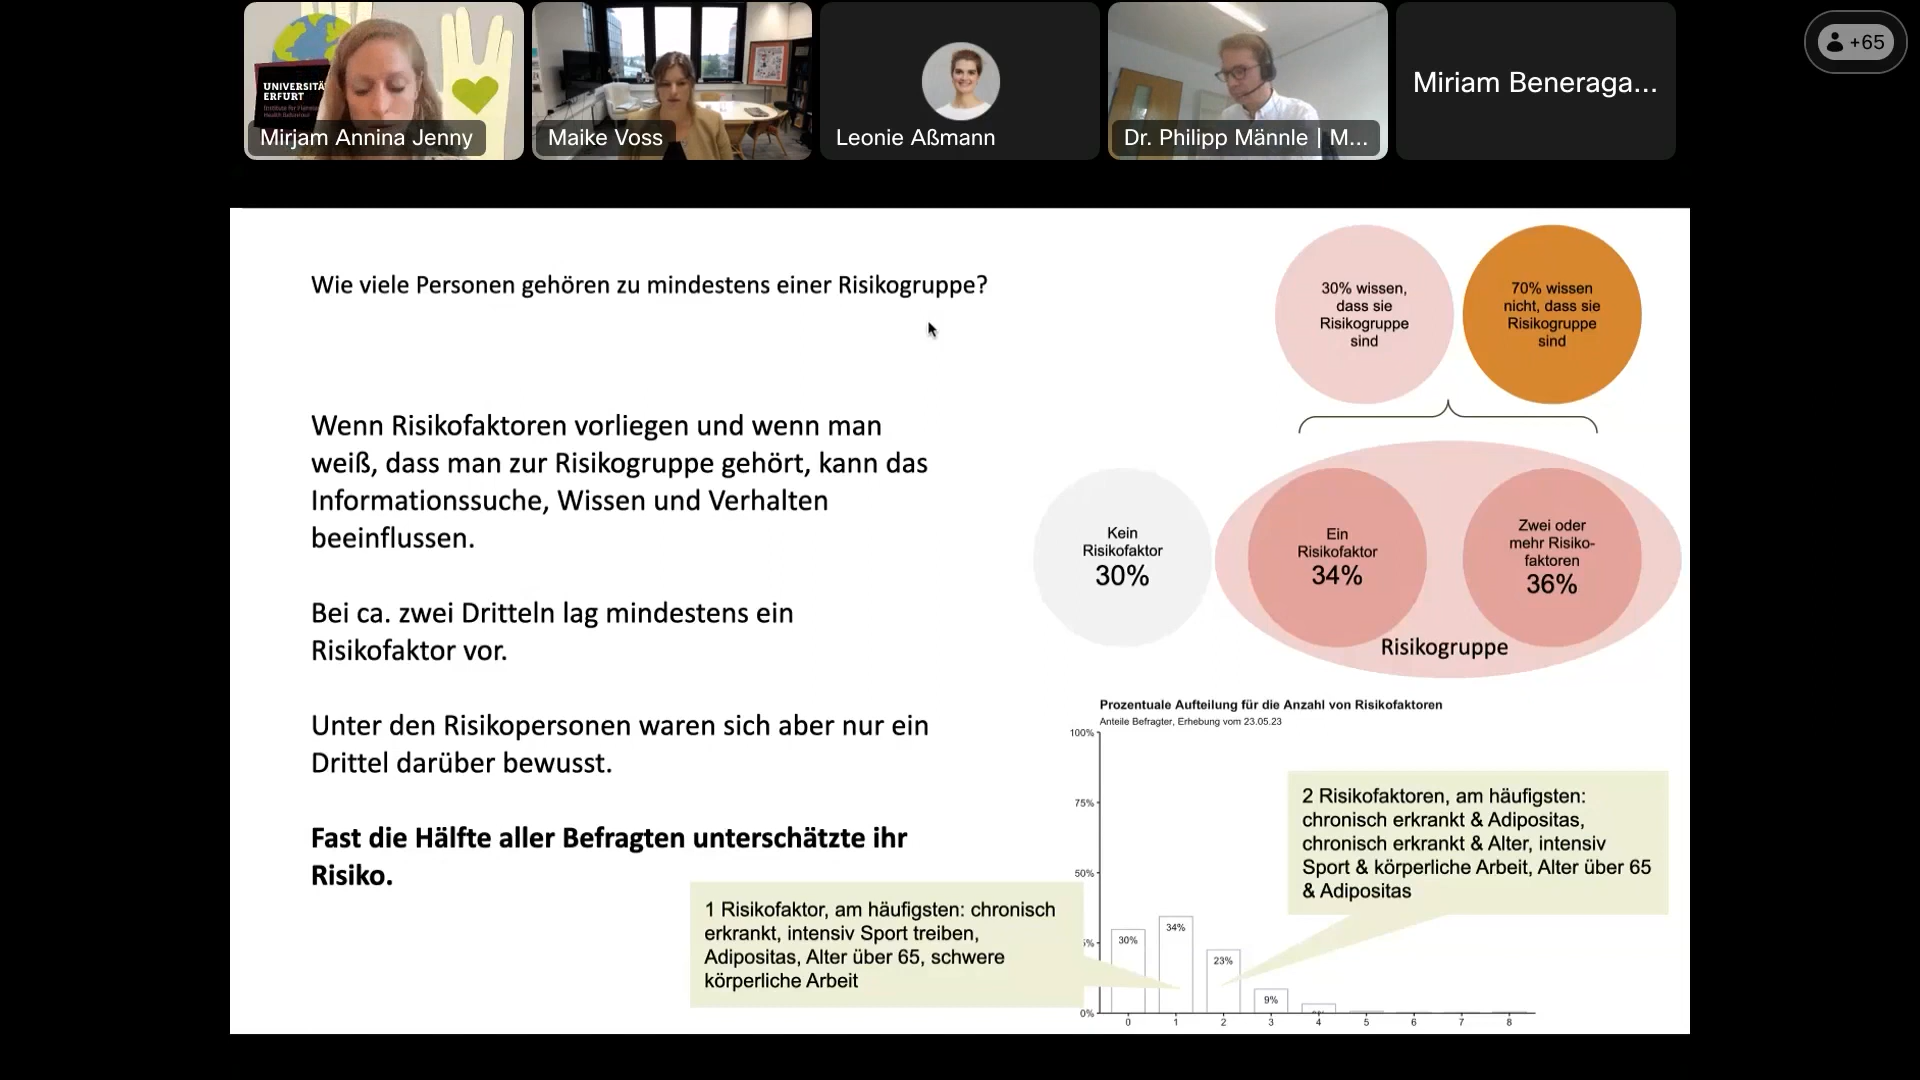 UNIVERSITÄ
ERFURT
Mirjam Annina Jenny
Maike Voss
Leonie Aßmann
Dr. Philipp Männle | M...
Miriam Beneraga...
+65
Wie viele Personen gehören zu mindestens einer Risikogruppe?
30% wissen,
dass sie
Risikogruppe
sind
70% wissen
nicht, dass sie
Risikogruppe
sind
Wenn Risikofaktoren vorliegen und wenn man
weiß, dass man zur Risikogruppe gehört, kann das
Informationssuche, Wissen und Verhalten
beeinflussen.
Bei ca. zwei Dritteln lag mindestens ein
Risikofaktor vor.
Unter den Risikopersonen waren sich aber nur ein
Drittel darüber bewusst.
Fast die Hälfte aller Befragten unterschätzte ihr
Risiko.
Kein
Risikofaktor
30%
Ein
Risikofaktor
34%
Zwei oder
mehr Risiko-
faktoren
36%
Risikogruppe
Prozentuale Aufteilung für die Anzahl von Risikofaktoren
Anteile Befragter, Erhebung vom 23.05.23
100%
75%
50%
5%
0%
30%
34%
23%
9%
0 1 2 3 4 5 6 7 8
1 Risikofaktor, am häufigsten: chronisch
erkrankt, intensiv Sport treiben,
Adipositas, Alter über 65, schwere
körperliche Arbeit
2 Risikofaktoren, am häufigsten:
chronisch erkrankt & Adipositas,
chronisch erkrankt & Alter, intensiv
Sport & körperliche Arbeit, Alter über 65
& Adipositas